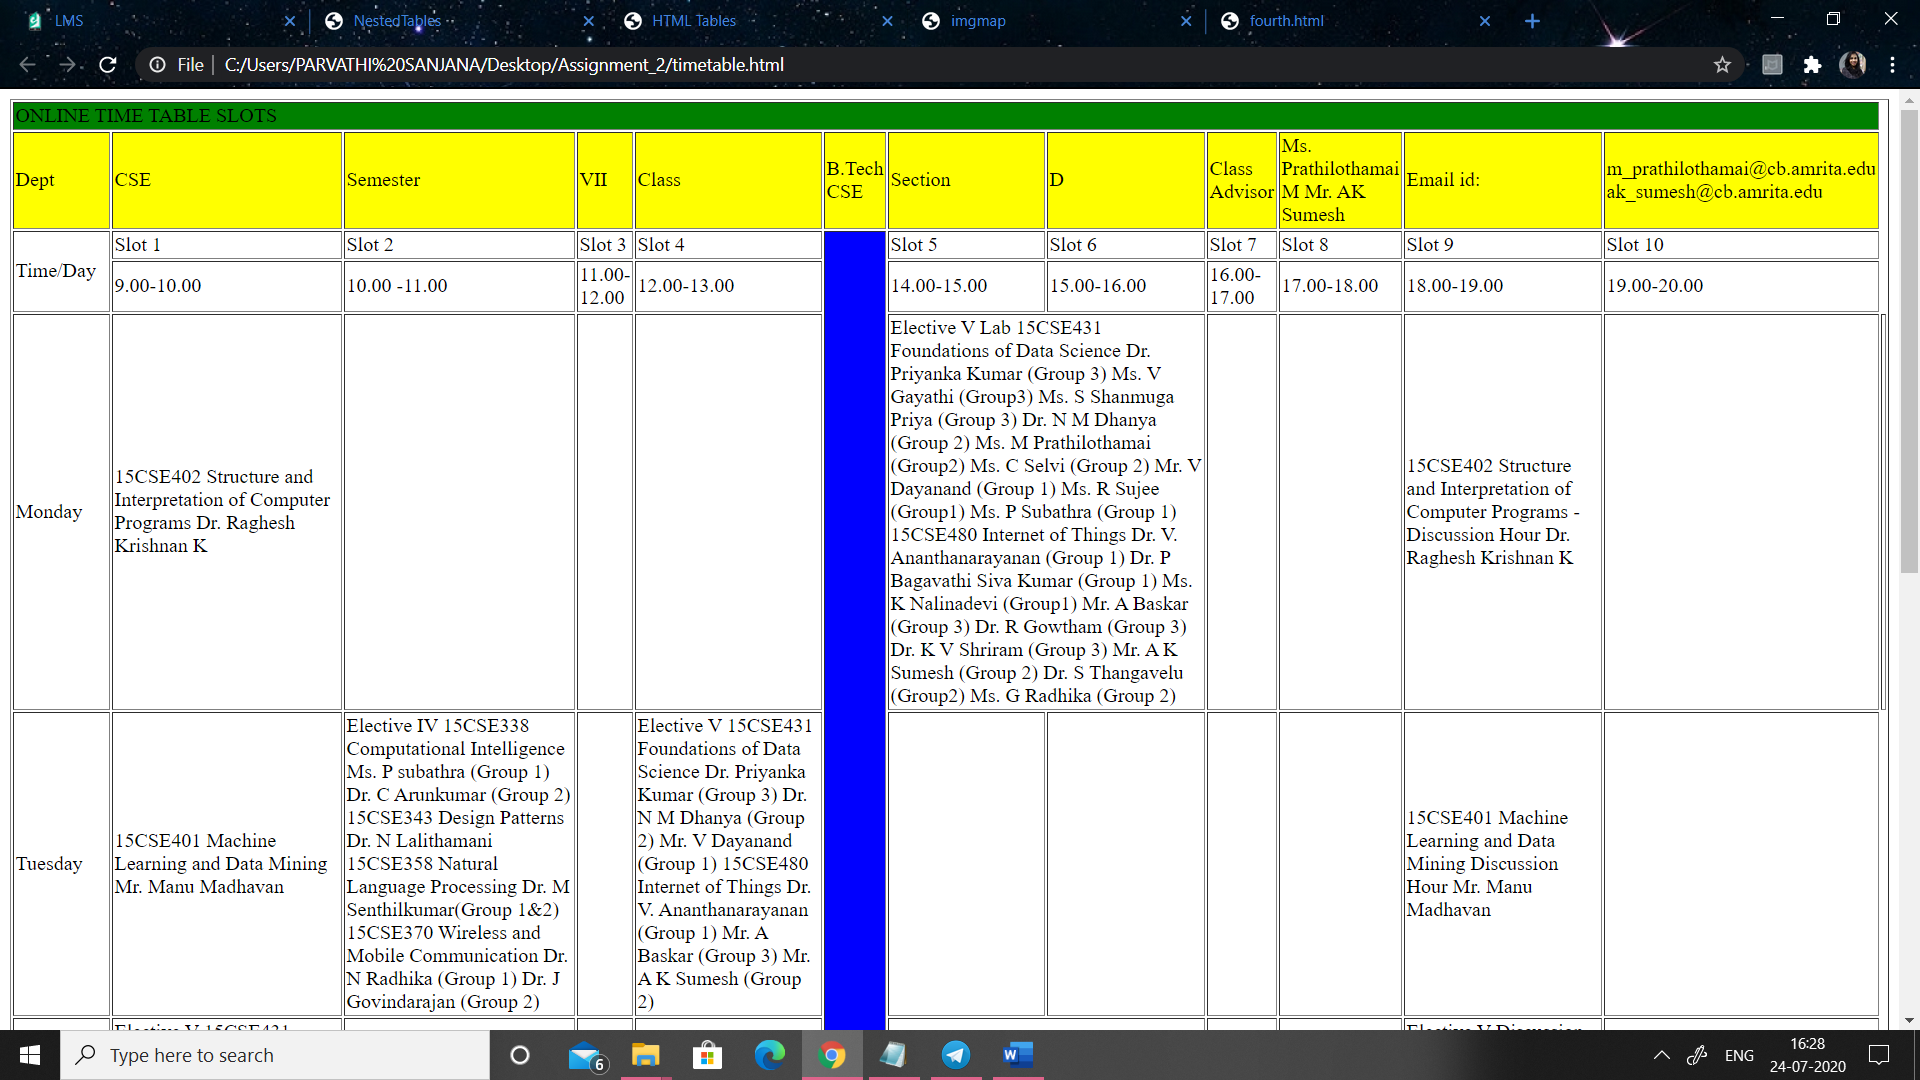 LMS
NestedTables
HTML Tables
imgmap
fourth.html
File
C:/Users/PARVATHI%20SANJANA/Desktop/Assignment_2/timetable.html
ONLINE TIME TABLE SLOTS
Dept
CSE
Semester
VII
Class
B.Tech
CSE
Section
D
Class
Advisor
Ms.
Prathilothamai
M Mr. AK
Sumesh
Email id:
m_prathilothamai@cb.amrita.edu
ak_sumesh@cb.amrita.edu
Time/Day
Slot 1
Slot 2
Slot 3
Slot 4
Slot 5
Slot 6
Slot 7
Slot 8
Slot 9
Slot 10
9.00-10.00
10.00 -11.00
11.00-
12.00
12.00-13.00
14.00-15.00
15.00-16.00
16.00-
17.00
17.00-18.00
18.00-19.00
19.00-20.00
Monday
15CSE402 Structure and
Interpretation of Computer
Programs Dr. Raghesh
Krishnan K
Elective V Lab 15CSE431
Foundations of Data Science Dr.
Priyanka Kumar (Group 3) Ms. V
Gayathi (Group3) Ms. S Shanmuga
Priya (Group 3) Dr. N M Dhanya
(Group 2) Ms. M Prathilothamai
(Group2) Ms. C Selvi (Group 2) Mr. V
Dayanand (Group 1) Ms. R Sujee
(Group1) Ms. P Subathra (Group 1)
15CSE480 Internet of Things Dr. V.
Ananthanarayanan (Group 1) Dr. P
Bagavathi Siva Kumar (Group 1) Ms.
K Nalinadevi (Group1) Mr. A Baskar
(Group 3) Dr. R Gowtham (Group 3)
Dr. K V Shriram (Group 3) Mr. A K
Sumesh (Group 2) Dr. S Thangavelu
(Group2) Ms. G Radhika (Group 2)
15CSE402 Structure
and Interpretation of
Computer Programs -
Discussion Hour Dr.
Raghesh Krishnan K
Tuesday
15CSE401 Machine
Learning and Data Mining
Mr. Manu Madhavan
Elective IV 15CSE338
Computational Intelligence
Ms. P subathra (Group 1)
Dr. C Arunkumar (Group 2)
15CSE343 Design Patterns
Dr. N Lalithamani
15CSE358 Natural
Language Processing Dr. M
Senthilkumar(Group 1&2)
15CSE370 Wireless and
Mobile Communication Dr.
N Radhika (Group 1) Dr. J
Govindarajan (Group 2)
Elective V 15CSE431
Foundations of Data
Science Dr. Priyanka
Kumar (Group 3) Dr.
N M Dhanya (Group
2) Mr. V Dayanand
(Group 1) 15CSE480
Internet of Things Dr.
V. Ananthanarayanan
(Group 1) Mr. A
Baskar (Group 3) Mr.
A K Sumesh (Group
2)
15CSE401 Machine
Learning and Data
Mining Discussion
Hour Mr. Manu
Madhavan
Elective V 15CSE431
Elective V Discussion
Type here to search
6
ENG
16:28
24-07-2020